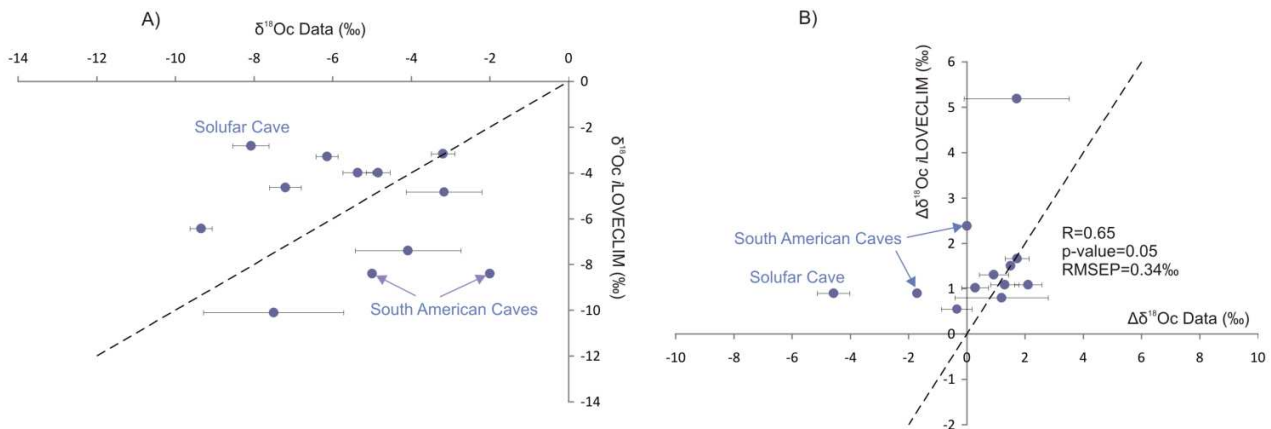 A)
δ¹⁸Oc Data (‰)
-14 -12 -10 -8 -6 -4 -2 0
0
-2
-4
-6
-8
-10
-12
-14
δ¹⁸Oc iLOVECLIM (‰)
Solufar Cave
South American Caves
B)
Δδ¹⁸Oc iLOVECLIM (‰)
6
5
4
3
2
1
0
-1
-2
South American Caves
Solufar Cave
R=0.65
p-value=0.05
RMSEP=0.34‰
Δδ¹⁸Oc Data (‰)
-10 -8 -6 -4 -2 0 2 4 6 8 10